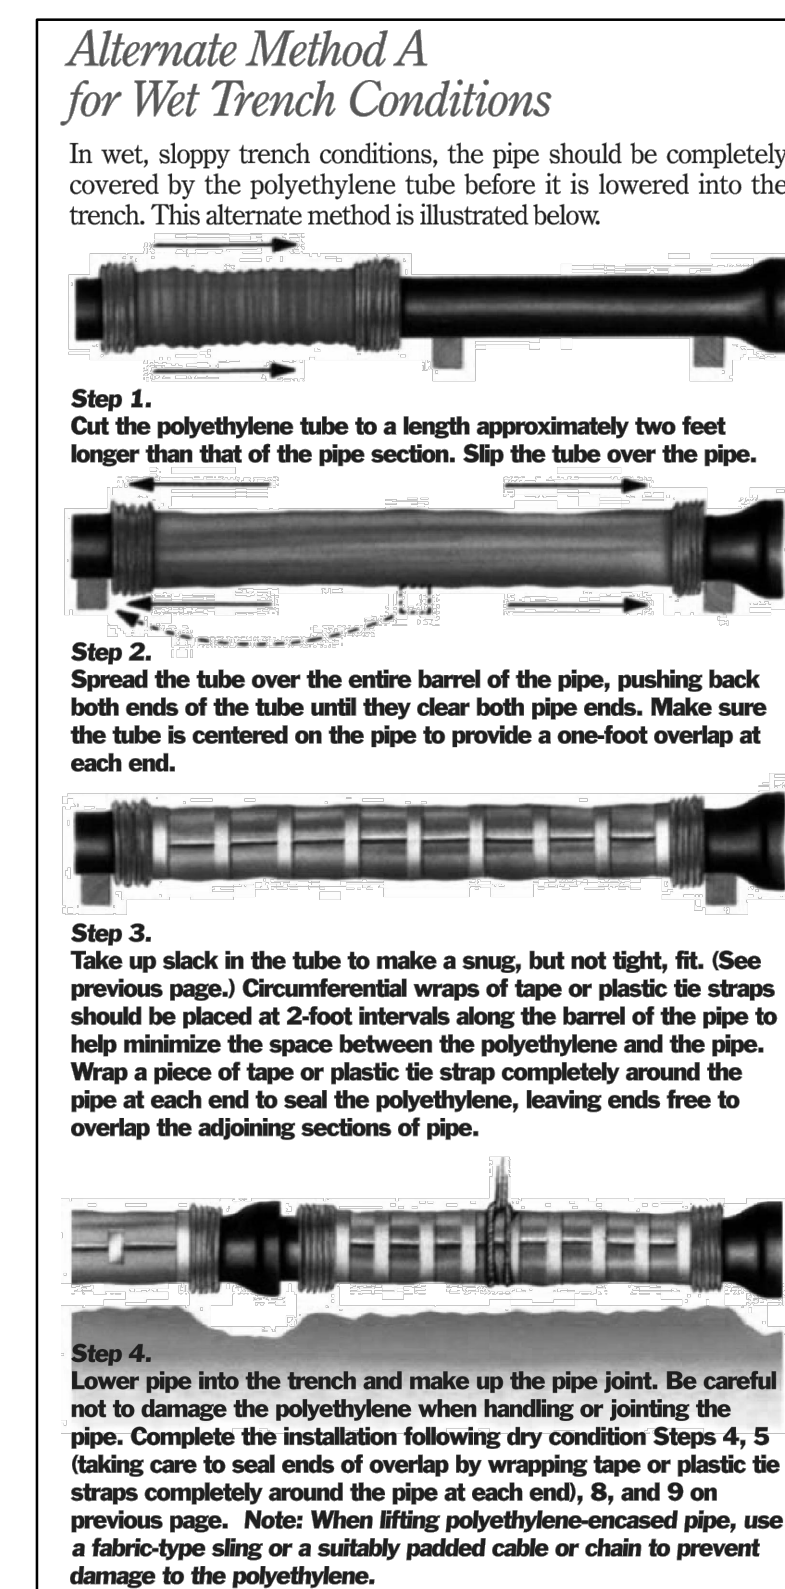 Alternate Method A
for Wet Trench Conditions
In wet, sloppy trench conditions, the pipe should be completely
covered by the polyethylene tube before it is lowered into the
trench. This alternate method is illustrated below.
Step 1.
Cut the polyethylene tube to a length approximately two feet
longer than that of the pipe section. Slip the tube over the pipe.
Step 2.
Spread the tube over the entire barrel of the pipe, pushing back
both ends of the tube until they clear both pipe ends. Make sure
the tube is centered on the pipe to provide a one-foot overlap at
each end.
Step 3.
Take up slack in the tube to make a snug, but not tight, fit. (See
previous page.) Circumferential wraps of tape or plastic tie straps
should be placed at 2-foot intervals along the barrel of the pipe to
help minimize the space between the polyethylene and the pipe.
Wrap a piece of tape or plastic tie strap completely around the
pipe at each end to seal the polyethylene, leaving ends free to
overlap the adjoining sections of pipe.
Step 4.
Lower pipe into the trench and make up the pipe joint. Be careful
not to damage the polyethylene when handling or jointing the
pipe. Complete the installation following dry condition Steps 4, 5
(taking care to seal ends of overlap by wrapping tape or plastic tie
straps completely around the pipe at each end), 8, and 9 on
previous page. Note: When lifting polyethylene-encased pipe, use
a fabric-type sling or a suitably padded cable or chain to prevent
damage to the polyethylene.